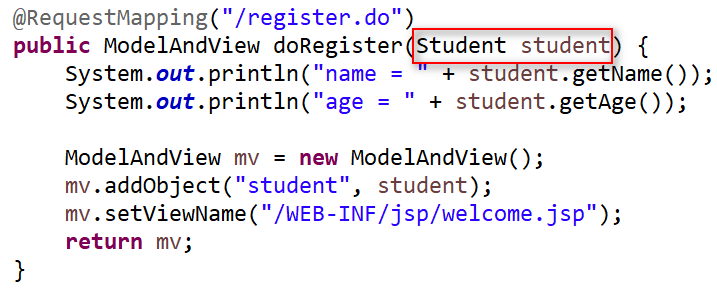 @RequestMapping("/register.do")
public ModelAndView doRegister(Student student) {
    System.out.println("name = " + student.getName());
    System.out.println("age = " + student.getAge());

    ModelAndView mv = new ModelAndView();
    mv.addObject("student", student);
    mv.setViewName("/WEB-INF/jsp/welcome.jsp");
    return mv;
}